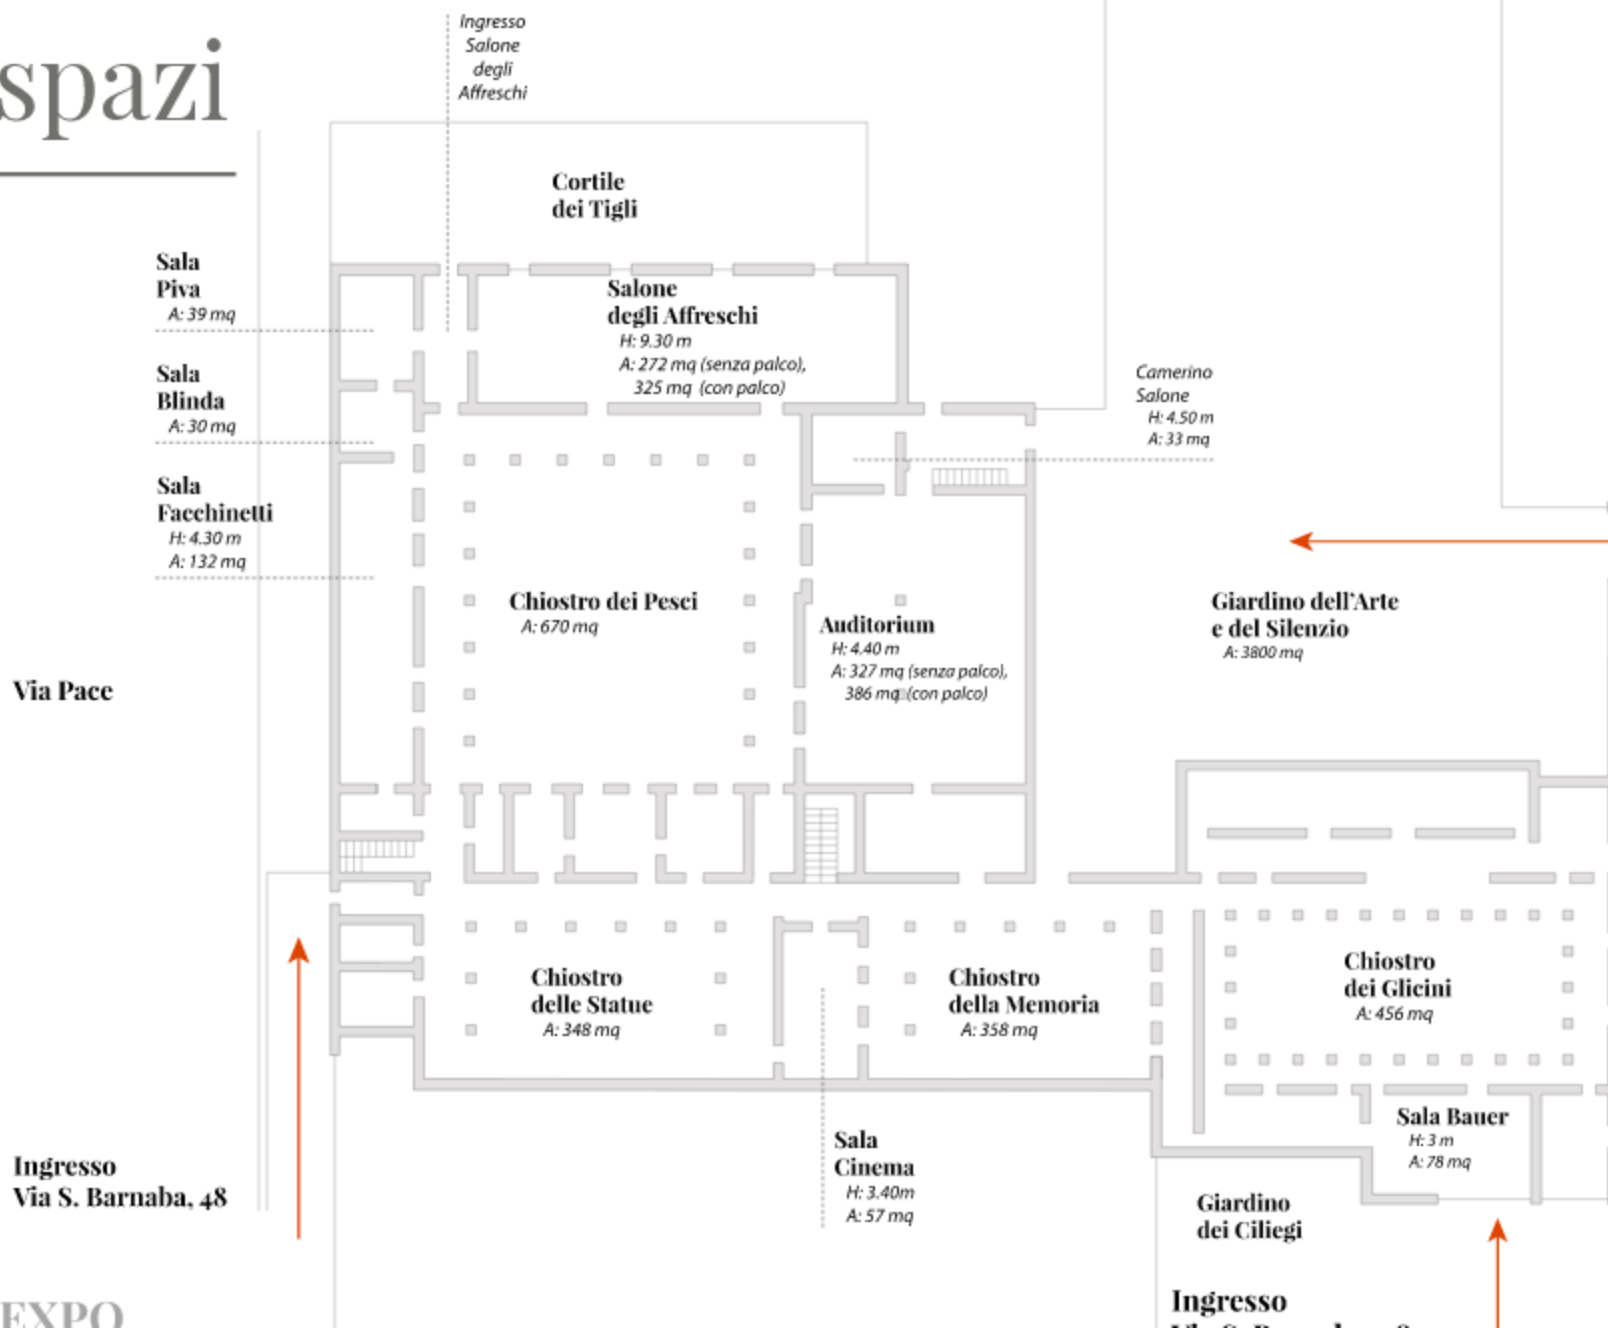 spazi
Ingresso
Salone
degli
Affreschi
Cortile
dei Tigli
Sala
Piva
A: 39 mq
Sala
Blinda
A: 30 mq
Sala
Facchinetti
H: 4.30 m
A: 132 mq
Salone
degli Affreschi
H: 9.30 m
A: 272 mq (senza palco),
325 mq (con palco)
Camerino
Salone
H: 4.50 m
A: 33 mq
Chiostro dei Pesci
A: 670 mq
Auditorium
H: 4.40 m
A: 327 mq (senza palco),
386 mq (con palco)
Giardino dell'Arte
e del Silenzio
A: 3800 mq
Via Pace
Chiostro
delle Statue
A: 348 mq
Chiostro
della Memoria
A: 358 mq
Chiostro
dei Glicini
A: 456 mq
Sala Bauer
H: 3 m
A: 78 mq
Sala
Cinema
H: 3.40m
A: 57 mq
Ingresso
Via S. Barnaba, 48
Giardino
dei Ciliegi
Ingresso
EXPO